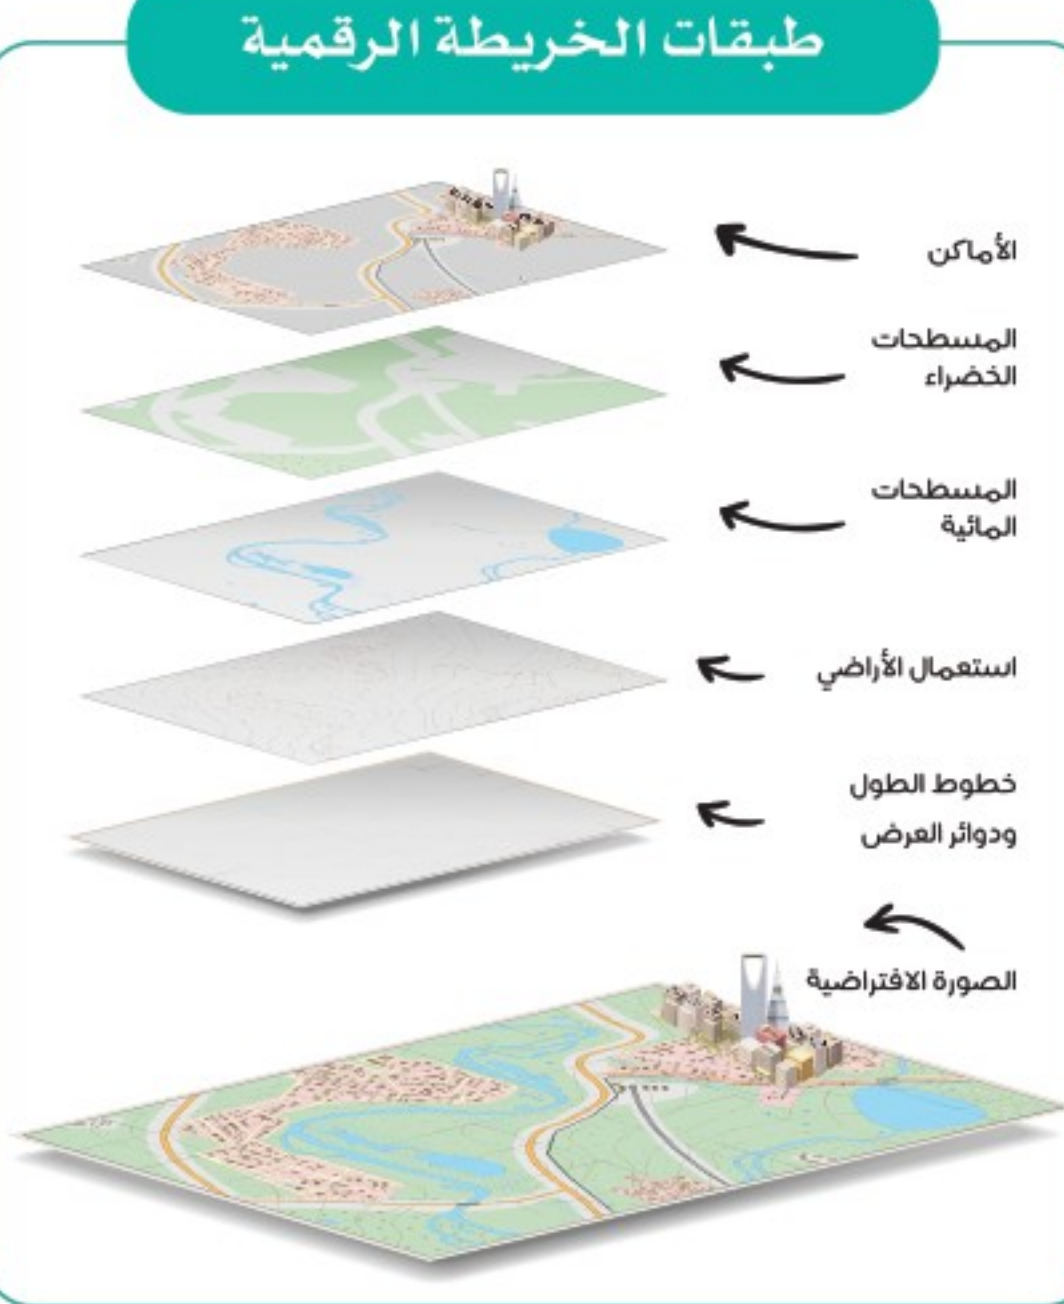 طبقات الخريطة الرقمية
الأماكن
المسطحات
الخضراء
المسطحات
المائية
استعمال الأراضي
خطوط الطول
ودوائر العرض
الصورة الافتراضية